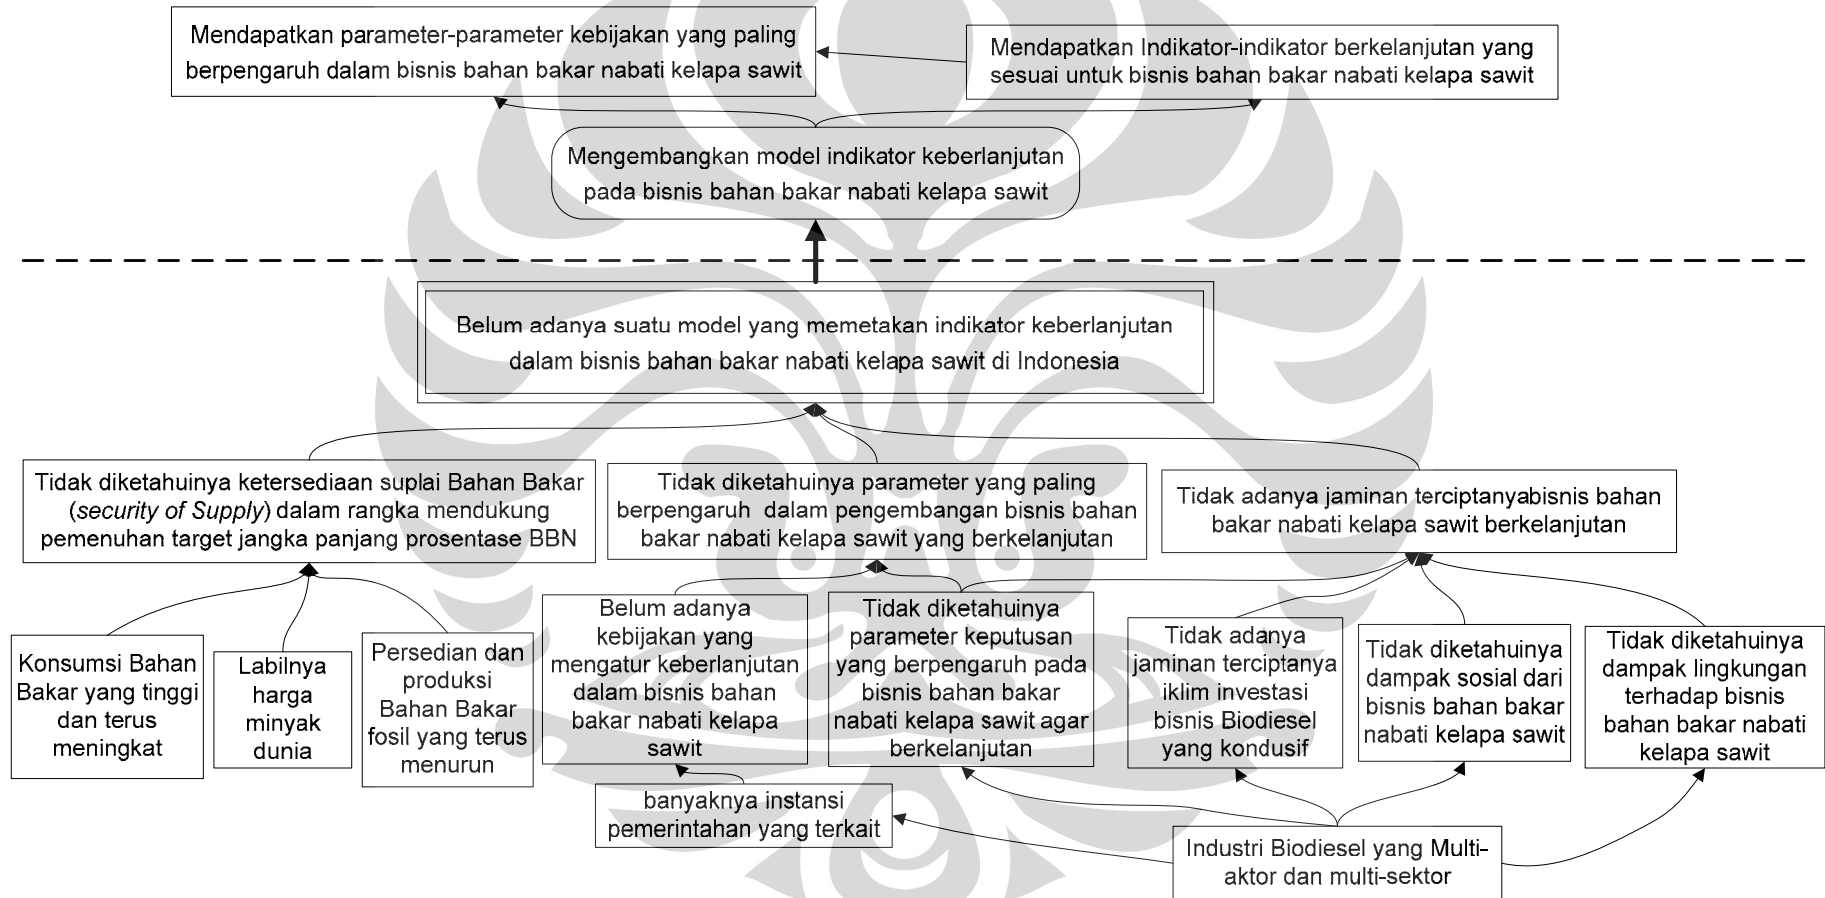 Mendapatkan parameter-parameter kebijakan yang paling
berpengaruh dalam bisnis bahan bakar nabati kelapa sawit
Mendapatkan Indikator-indikator berkelanjutan yang
sesuai untuk bisnis bahan bakar nabati kelapa sawit
Mengembangkan model indikator keberlanjutan
pada bisnis bahan bakar nabati kelapa sawit
Belum adanya suatu model yang memetakan indikator keberlanjutan
dalam bisnis bahan bakar nabati kelapa sawit di Indonesia
Tidak diketahuinya ketersediaan suplai Bahan Bakar
(security of Supply) dalam rangka mendukung
pemenuhan target jangka panjang prosentase BBN
Tidak diketahuinya parameter yang paling
berpengaruh dalam pengembangan bisnis bahan
bakar nabati kelapa sawit yang berkelanjutan
Tidak adanya jaminan terciptanyabisnis bahan
bakar nabati kelapa sawit berkelanjutan
Konsumsi Bahan
Bakar yang tinggi
dan terus
meningkat
Labilnya
harga
minyak
dunia
Persedian dan
produksi
Bahan Bakar
fosil yang terus
menurun
Belum adanya
kebijakan yang
mengatur keberlanjutan
dalam bisnis bahan
bakar nabati kelapa
sawit
Tidak diketahuinya
parameter keputusan
yang berpengaruh pada
bisnis bahan bakar
nabati kelapa sawit agar
berkelanjutan
Tidak adanya
jaminan terciptanya
iklim investasi
bisnis Biodiesel
yang kondusif
Tidak diketahuinya
dampak sosial dari
bisnis bahan bakar
nabati kelapa sawit
Tidak diketahuinya
dampak lingkungan
terhadap bisnis
bahan bakar nabati
kelapa sawit
banyaknya instansi
pemerintahan yang terkait
Industri Biodiesel yang Multi-
aktor dan multi-sektor